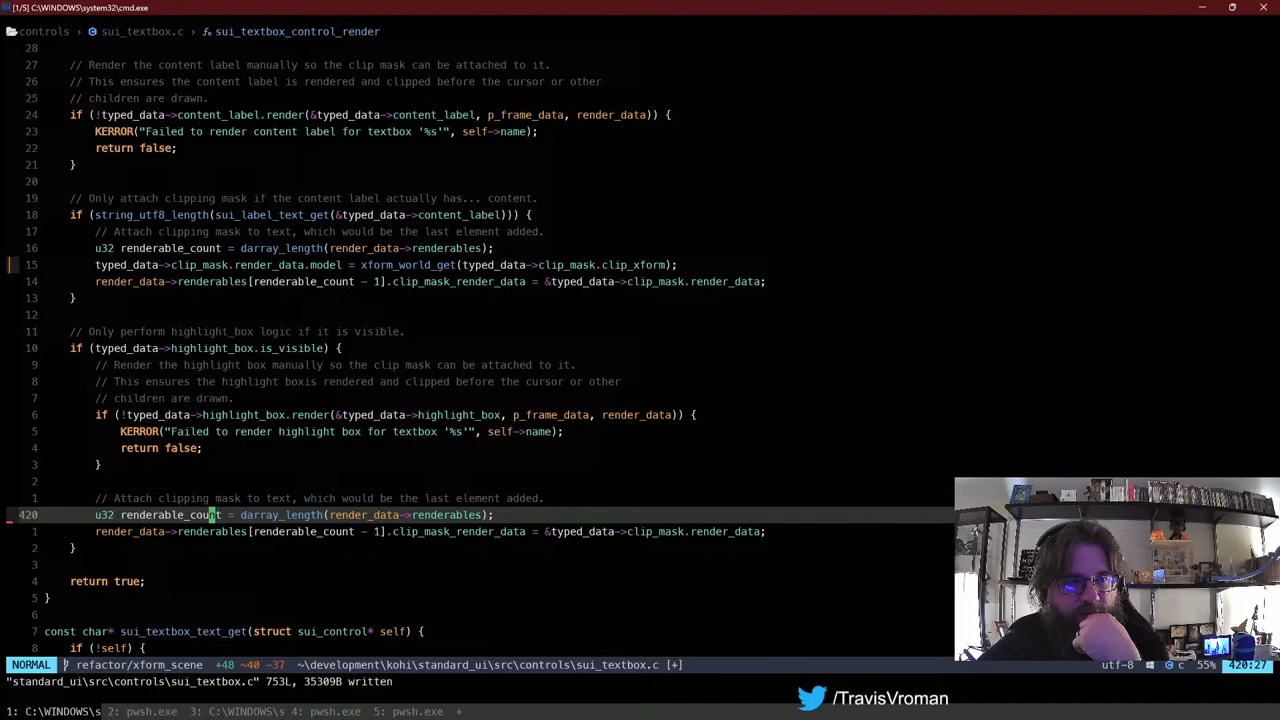 [1/5] C:\WINDOWS\system32\cmd.exe
controls > C sui_textbox.c > fx sui_textbox_control_render
28
27 // Render the content label manually so the clip mask can be attached to it.
26 // This ensures the content label is rendered and clipped before the cursor or other
25 // children are drawn.
24 if (!typed_data->content_label.render(&typed_data->content_label, p_frame_data, render_data)) {
23 KERROR("Failed to render content label for textbox '%s'", self->name);
22 return false;
21 }
20
19 // Only attach clipping mask if the content label actually has... content.
18 if (string_utf8_length(sui_label_text_get(&typed_data->content_label))) {
17 // Attach clipping mask to text, which would be the last element added.
16 u32 renderable_count = darray_length(render_data->renderables);
15 typed_data->clip_mask.render_data.model = xform_world_get(typed_data->clip_mask.clip_xform);
14 render_data->renderables[renderable_count - 1].clip_mask_render_data = &typed_data->clip_mask.render_data;
13 }
12
11 // Only perform highlight_box logic if it is visible.
10 if (typed_data->highlight_box.is_visible) {
9 // Render the highlight box manually so the clip mask can be attached to it.
8 // This ensures the highlight boxis rendered and clipped before the cursor or other
7 // children are drawn.
6 if (!typed_data->highlight_box.render(&typed_data->highlight_box, p_frame_data, render_data)) {
5 KERROR("Failed to render highlight box for textbox '%s'", self->name);
4 return false;
3 }
2
1 // Attach clipping mask to text, which would be the last element added.
420 u32 renderable_count = darray_length(render_data->renderables);
1 render_data->renderables[renderable_count - 1].clip_mask_render_data = &typed_data->clip_mask.render_data;
2 }
3
4 return true;
5 }
6
7 const char* sui_textbox_text_get(struct sui_control* self) {
8 if (!self) {
NORMAL refactor/xform_scene +48 ~40 -37 ~\development\kohi\standard_ui\src\controls\sui_textbox.c [+] utf-8 c 55% 420:27
"standard_ui\src\controls\sui_textbox.c" 753L, 35309B written
/TravisVroman
1: C:\WINDOWS\s 2: pwsh.exe 3: C:\WINDOWS\s 4: pwsh.exe 5: pwsh.exe +